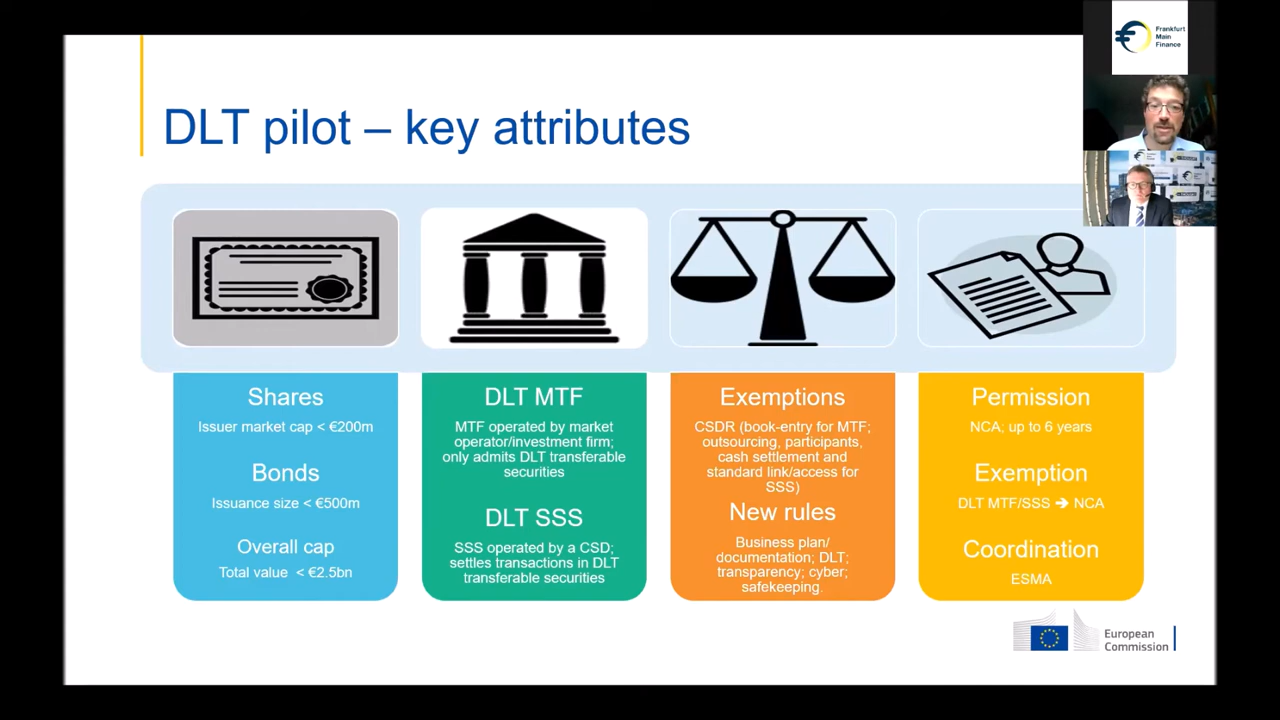 Frankfurt
Main
Finance
DLT pilot – key attributes
Shares
Issuer market cap < €200m
Bonds
Issuance size < €500m
Overall cap
Total value < €2.5bn
DLT MTF
MTF operated by market
operator/investment firm;
only admits DLT transferable
securities
DLT SSS
SSS operated by a CSD;
settles transactions in DLT
transferable securities
Exemptions
CSDR (book-entry for MTF;
outsourcing, participants,
cash settlement and
standard link/access for
SSS)
New rules
Business plan/
documentation; DLT;
transparency; cyber;
safekeeping.
Permission
NCA; up to 6 years
Exemption
DLT MTF/SSS ➔ NCA
Coordination
ESMA
European
Commission